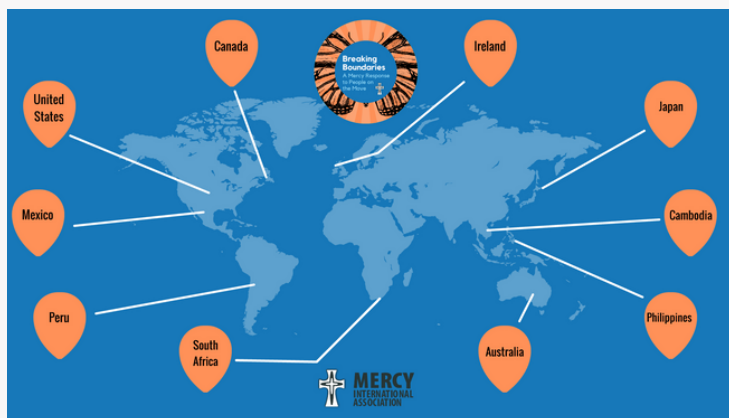 Canada
Breaking
Boundaries
A Mercy Response
to People on
the Move
Ireland
United
States
Japan
Mexico
Cambodia
Peru
South
Africa
Australia
Philippines
MERCY
INTERNATIONAL
ASSOCIATION